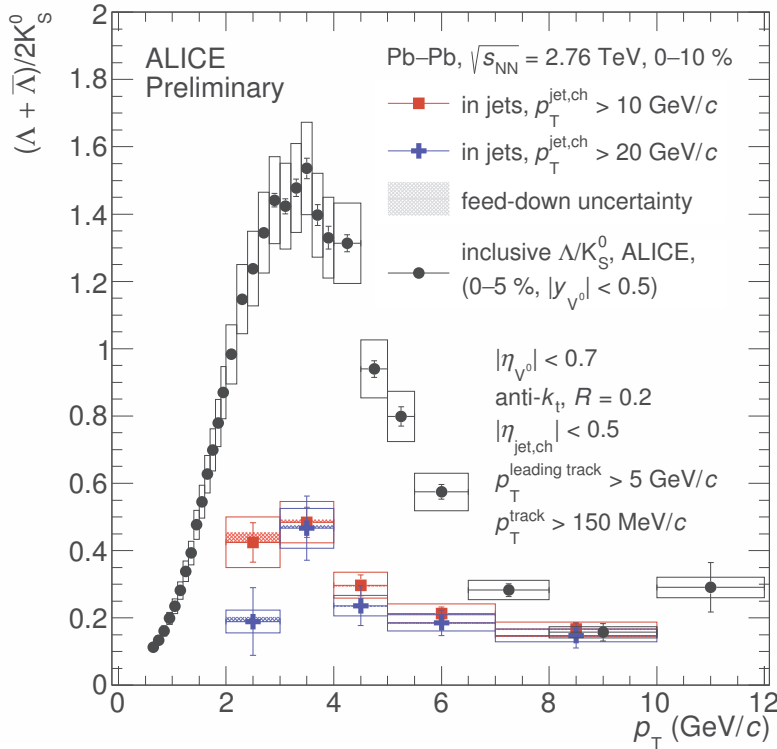 ALICE
Preliminary
Pb–Pb, √s_NN = 2.76 TeV, 0–10 %
in jets, p_T^jet,ch > 10 GeV/c
in jets, p_T^jet,ch > 20 GeV/c
feed-down uncertainty
inclusive Λ/K_S^0, ALICE,
(0–5 %, |y_V^0| < 0.5)
|η_V^0| < 0.7
anti-k_t, R = 0.2
|η_jet,ch| < 0.5
p_T^leading track > 5 GeV/c
p_T^track > 150 MeV/c
(Λ + Λ̅)/2K_S^0
2
1.8
1.6
1.4
1.2
1
0.8
0.6
0.4
0.2
0
0 2 4 6 8 10 12
p_T (GeV/c)